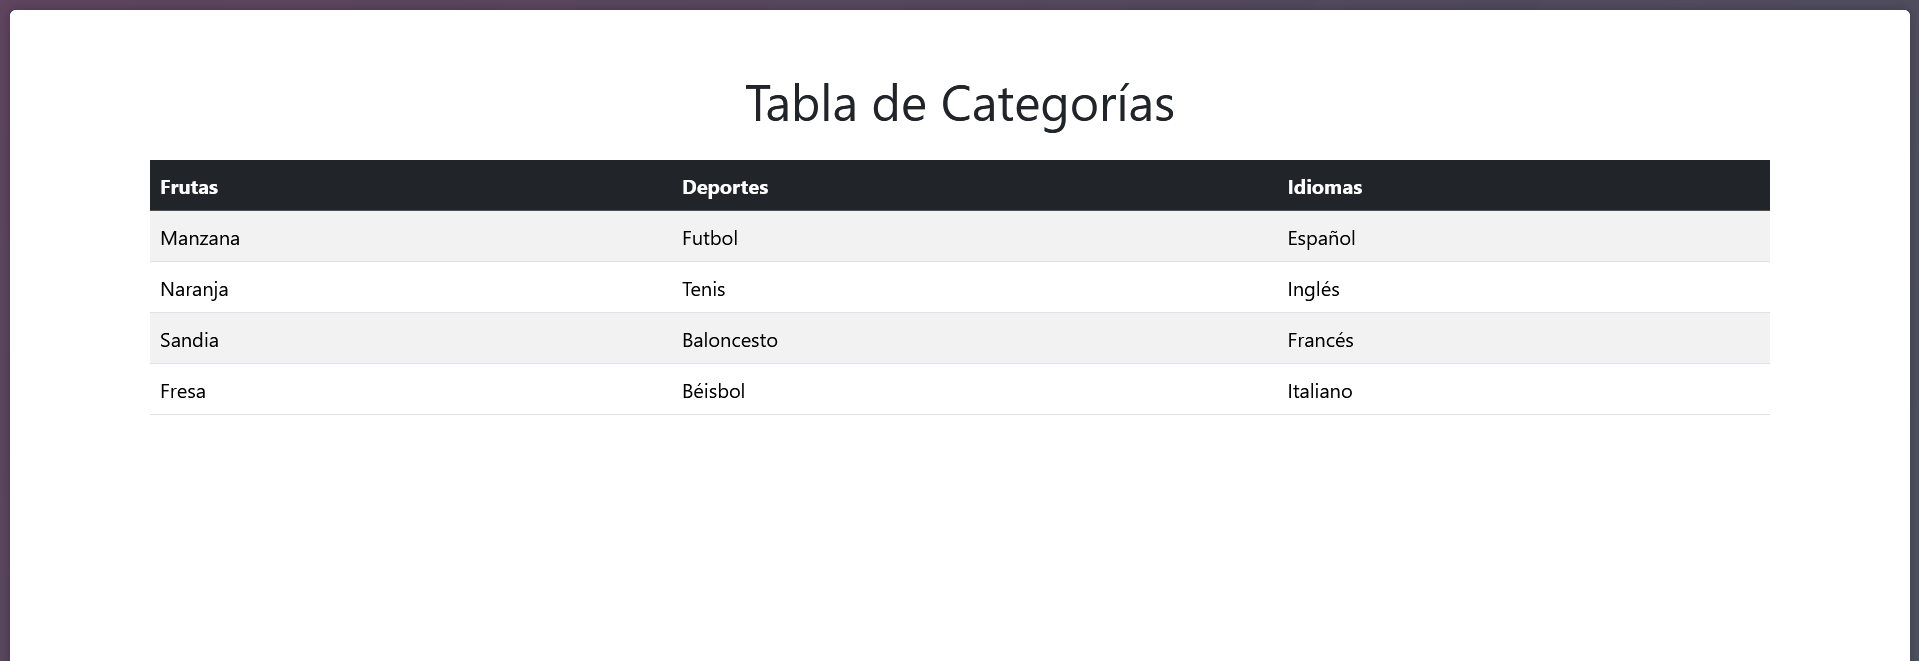 Tabla de Categorías
Frutas Deportes Idiomas
Manzana Futbol Español
Naranja Tenis Inglés
Sandia Baloncesto Francés
Fresa Béisbol Italiano